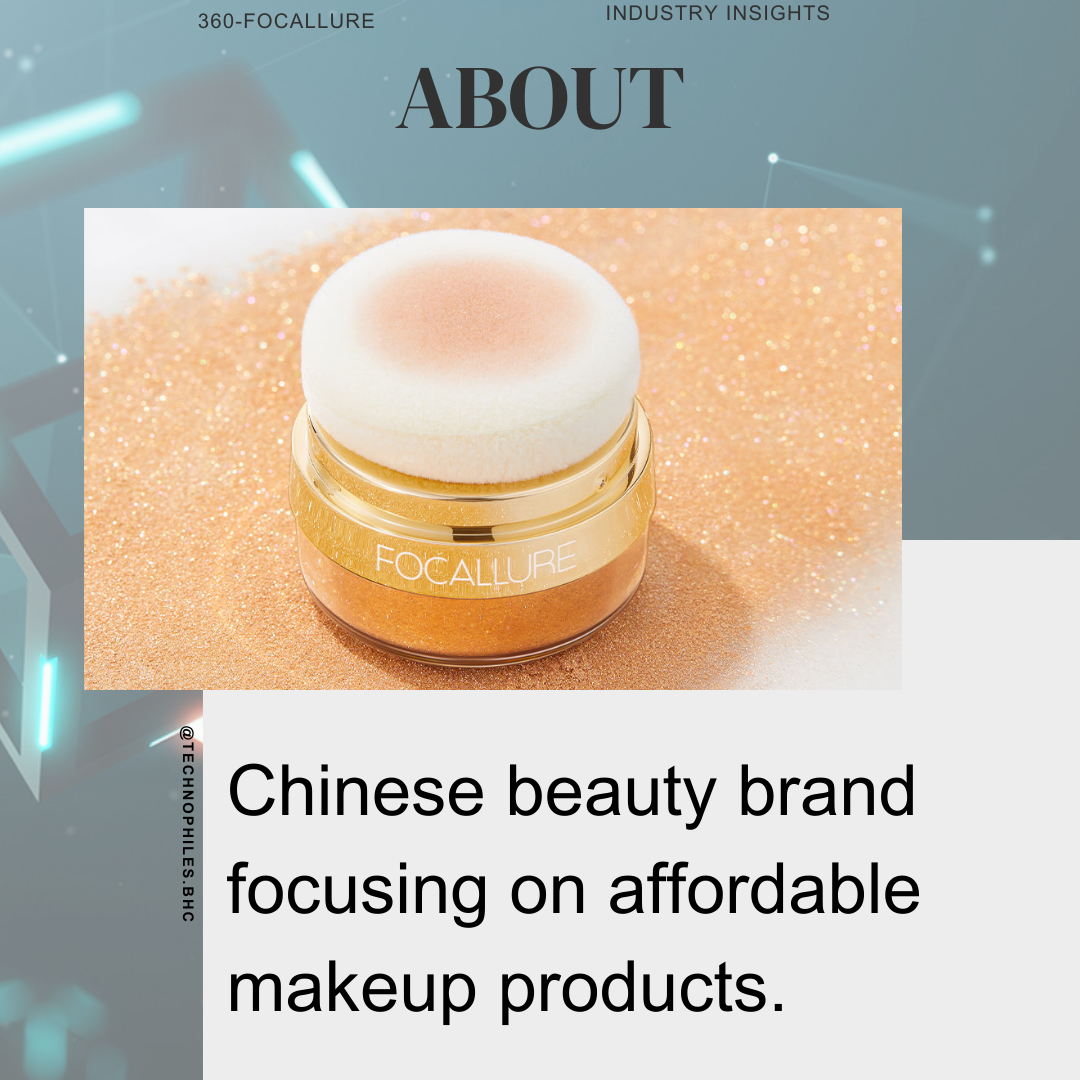 360-FOCALLURE
INDUSTRY INSIGHTS
ABOUT
FOCALLURE
@TECHNOPHILES.BHC
Chinese beauty brand
focusing on affordable
makeup products.